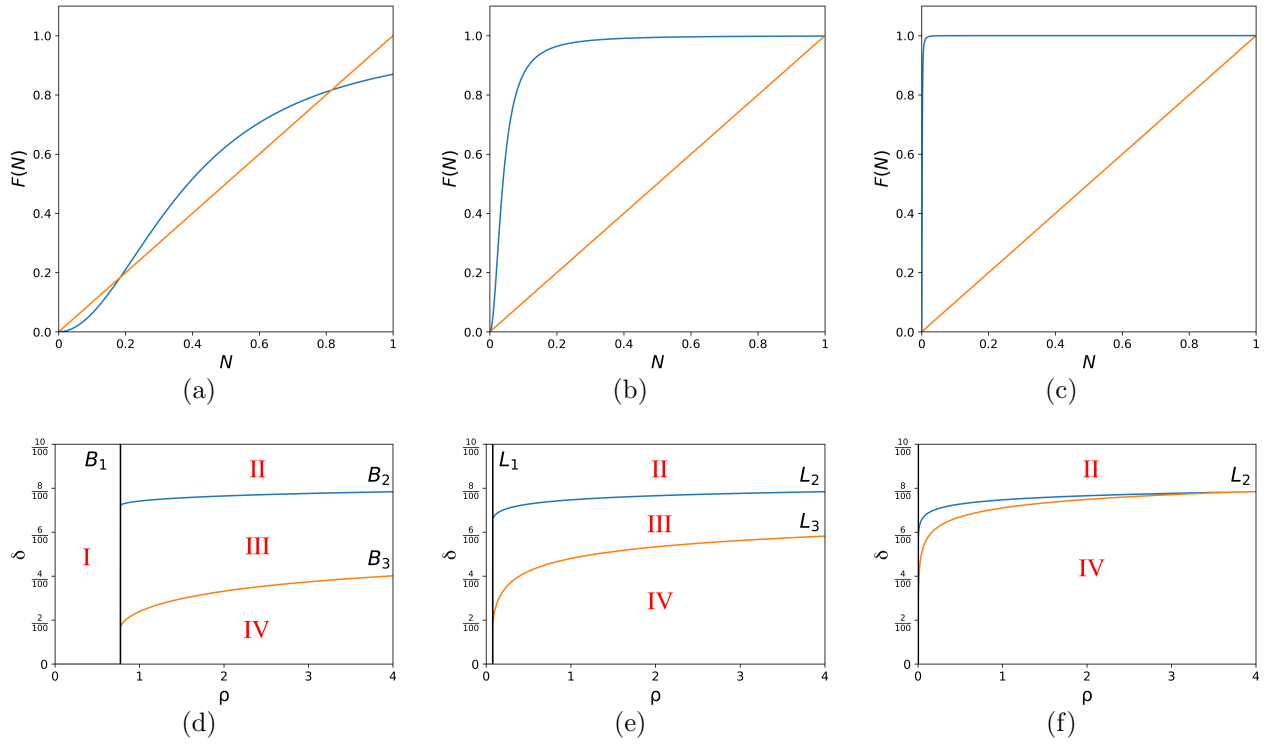 F(N)
1.0
0.8
0.6
0.4
0.2
0.0
0
0.2
0.4
0.6
0.8
1
N
(a)
F(N)
1.0
0.8
0.6
0.4
0.2
0.0
0
0.2
0.4
0.6
0.8
1
N
(b)
F(N)
1.0
0.8
0.6
0.4
0.2
0.0
0
0.2
0.4
0.6
0.8
1
N
(c)
δ
10/100
8/100
6/100
4/100
2/100
0
B₁
II
B₂
I
III
B₃
IV
0
1
2
3
4
ρ
(d)
δ
10/100
8/100
6/100
4/100
2/100
0
L₁
II
L₂
III
L₃
IV
0
1
2
3
4
ρ
(e)
δ
10/100
8/100
6/100
4/100
2/100
0
II
L₂
IV
0
1
2
3
4
ρ
(f)